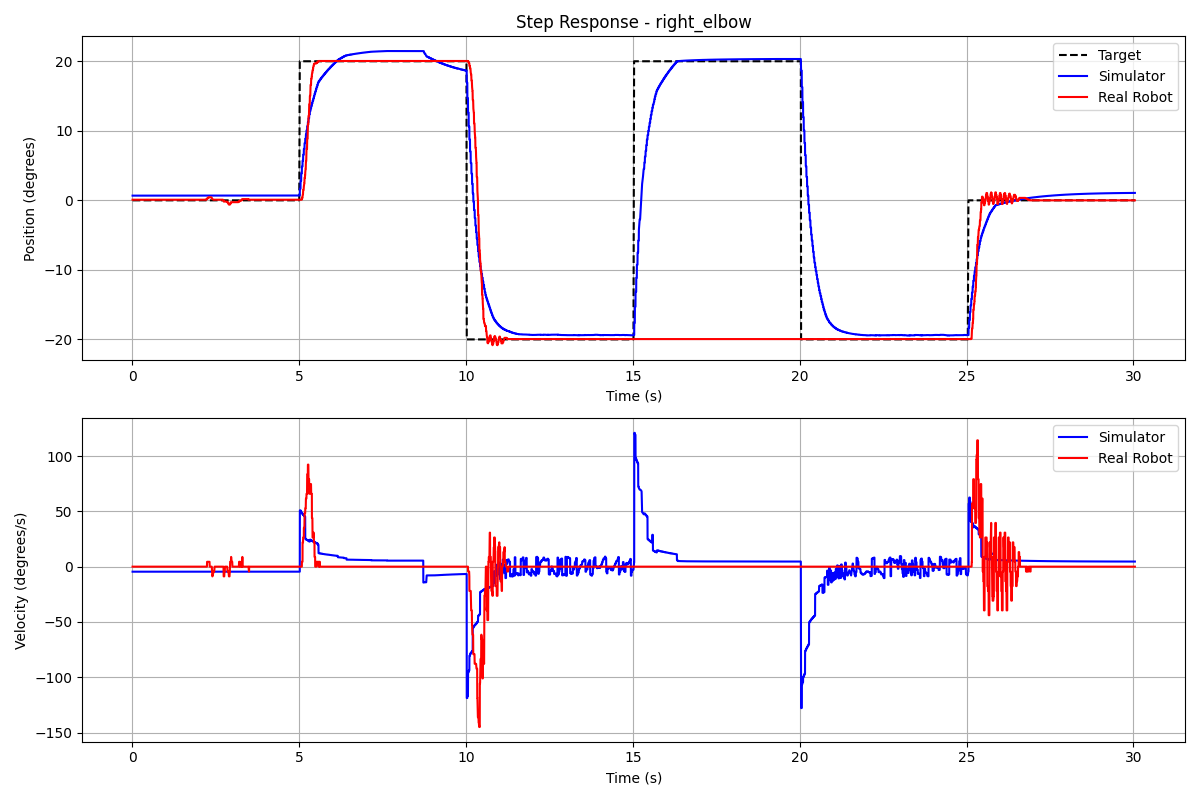 Step Response - right_elbow
Position (degrees)
20
10
0
−10
−20
Target
Simulator
Real Robot
0 5 10 15 20 25 30
Time (s)
Velocity (degrees/s)
100
50
0
−50
−100
−150
Simulator
Real Robot
0 5 10 15 20 25 30
Time (s)